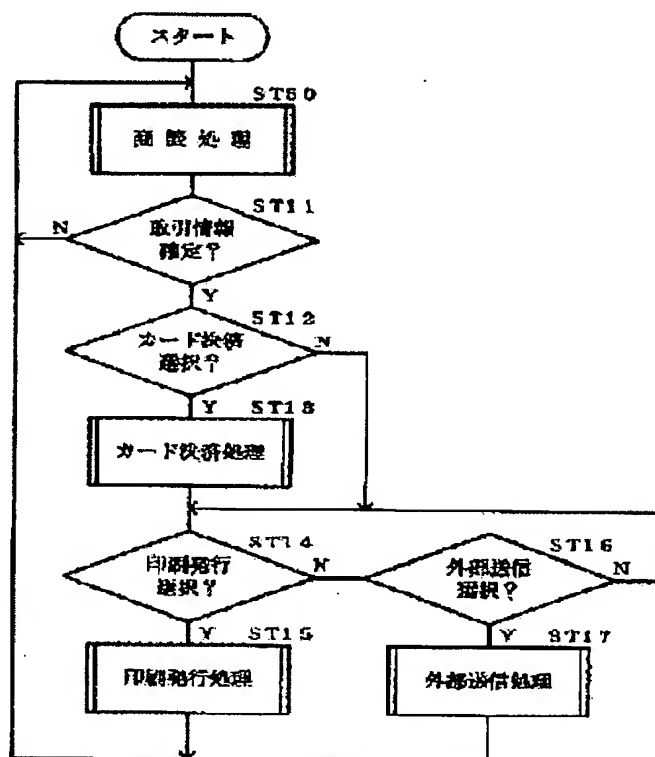 スタート
ST50
商談処理
ST11
取引情報
確定?
N
Y
ST12
カード決済
選択?
N
Y
ST13
カード決済処理
ST14
印刷発行
選択?
N
Y
ST16
外部送信
選択?
N
Y
ST15
印刷発行処理
ST17
外部送信処理